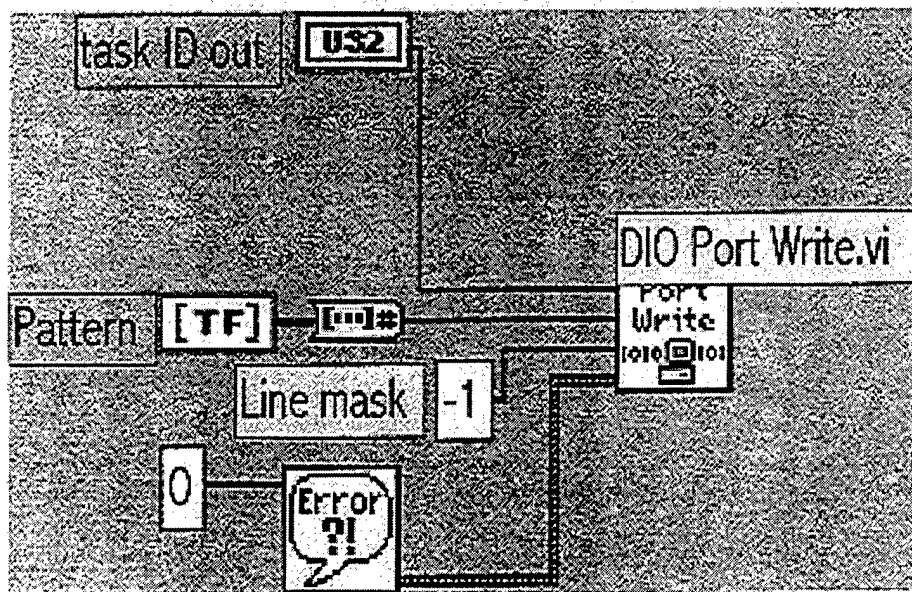 task ID out
U32
DIO Port Write.vi
Port
Write
Pattern
[TF]
[···]#
Line mask
-1
0
Error
?!